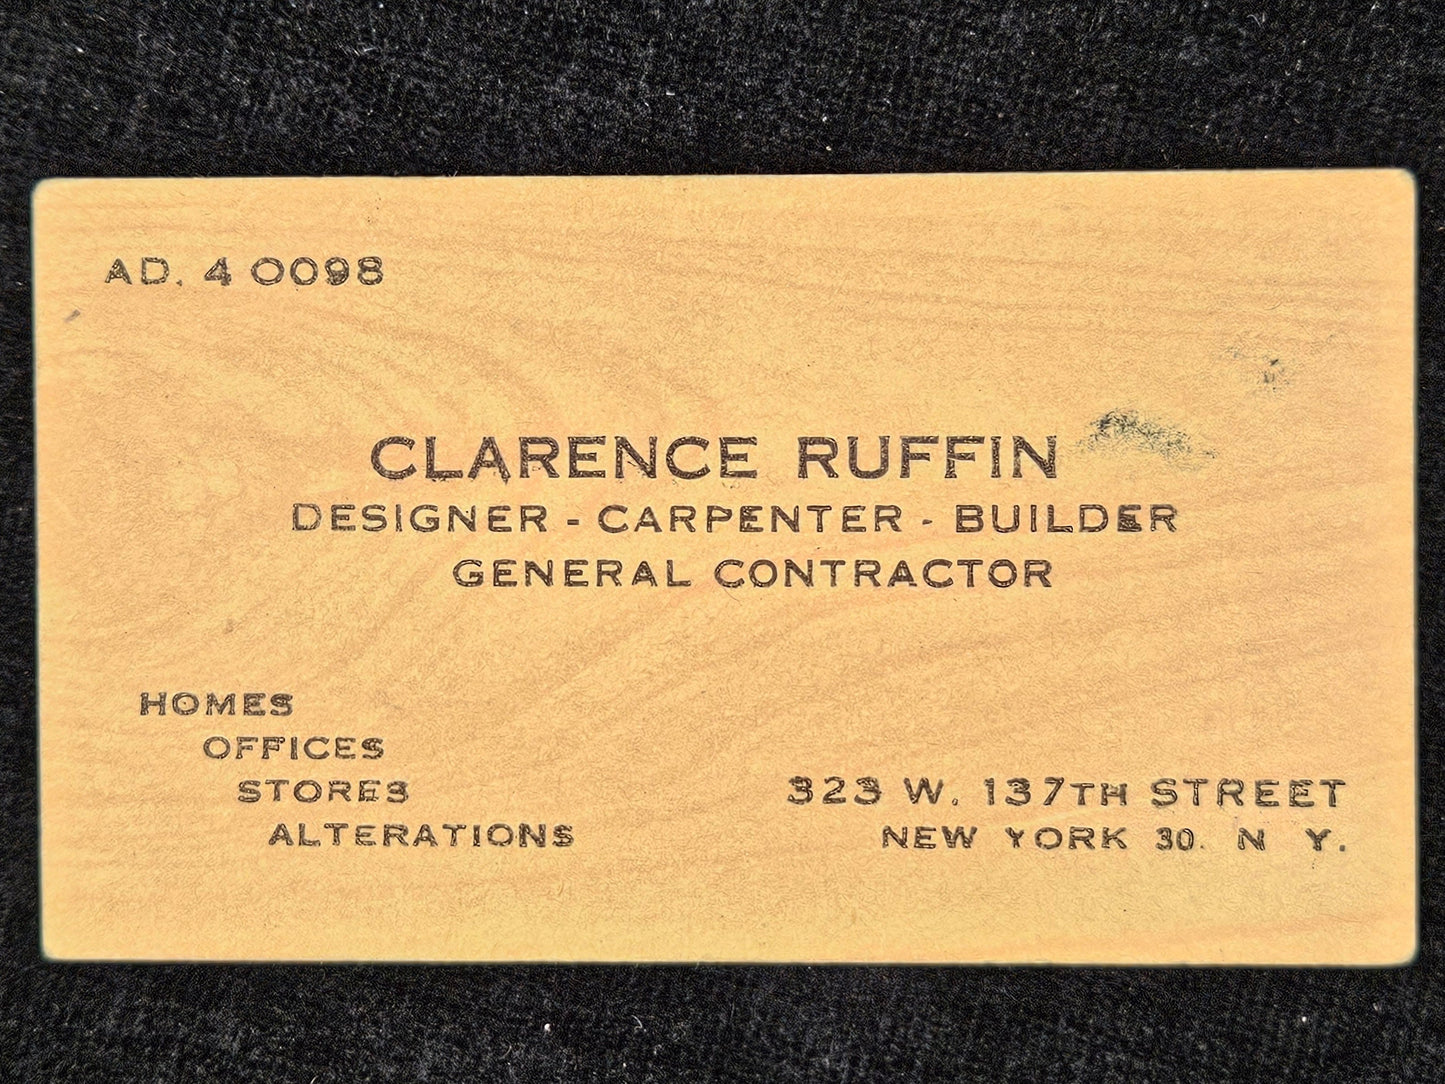 AD. 4 0098
CLARENCE RUFFIN
DESIGNER - CARPENTER - BUILDER
GENERAL CONTRACTOR
HOMES
OFFICES
STORES
ALTERATIONS
323 W. 137TH STREET
NEW YORK 30. N Y.